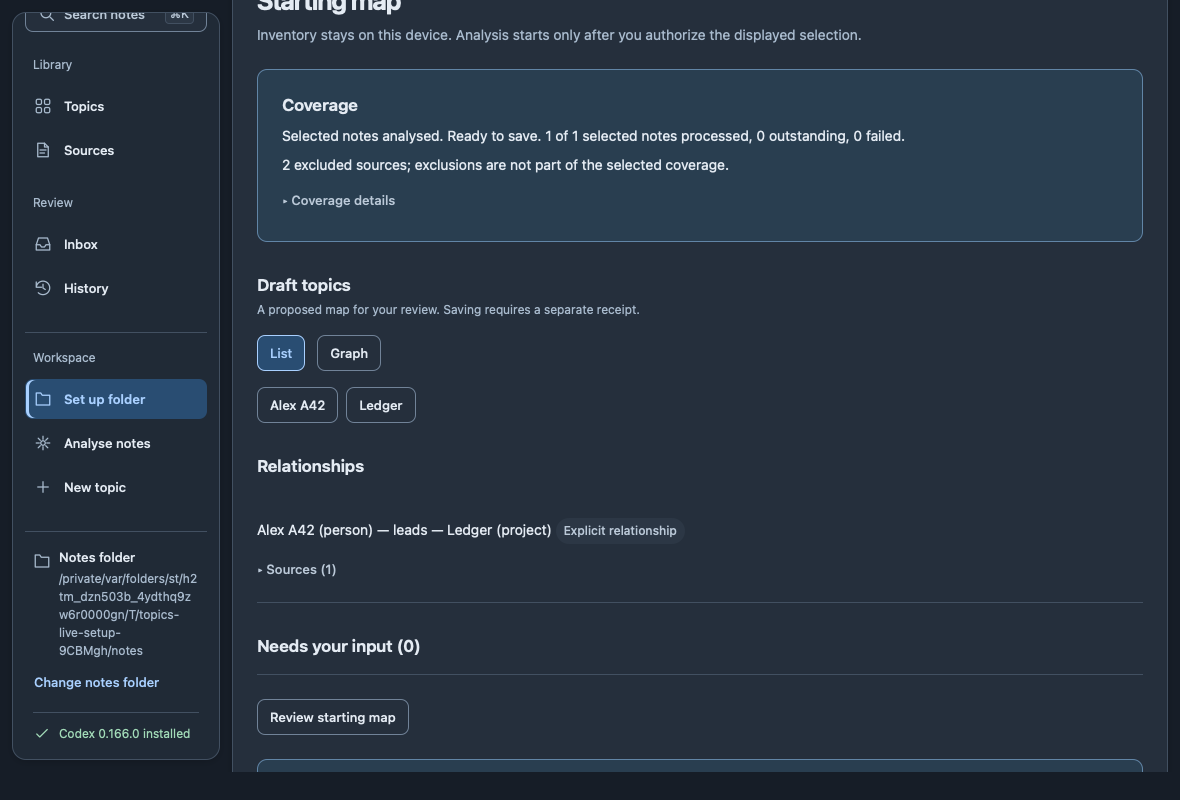 Search notes ⌘K
Library
Topics
Sources
Review
Inbox
History
Workspace
Set up folder
Analyse notes
New topic
Notes folder
/private/var/folders/st/h2
tm_dzn503b_4ydthq9z
w6r0000gn/T/topics-
live-setup-
9CBMgh/notes
Change notes folder
Codex 0.166.0 installed
Starting map
Inventory stays on this device. Analysis starts only after you authorize the displayed selection.
Coverage
Selected notes analysed. Ready to save. 1 of 1 selected notes processed, 0 outstanding, 0 failed.
2 excluded sources; exclusions are not part of the selected coverage.
▸ Coverage details
Draft topics
A proposed map for your review. Saving requires a separate receipt.
List Graph
Alex A42 Ledger
Relationships
Alex A42 (person) — leads — Ledger (project) Explicit relationship
▸ Sources (1)
Needs your input (0)
Review starting map